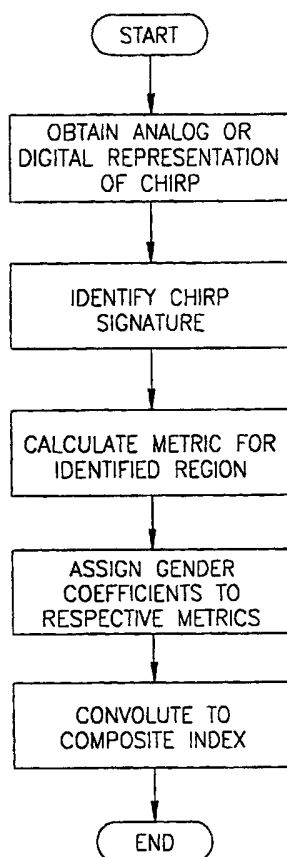 START
OBTAIN ANALOG OR
DIGITAL REPRESENTATION
OF CHIRP
IDENTIFY CHIRP
SIGNATURE
CALCULATE METRIC FOR
IDENTIFIED REGION
ASSIGN GENDER
COEFFICIENTS TO
RESPECTIVE METRICS
CONVOLUTE TO
COMPOSITE INDEX
END